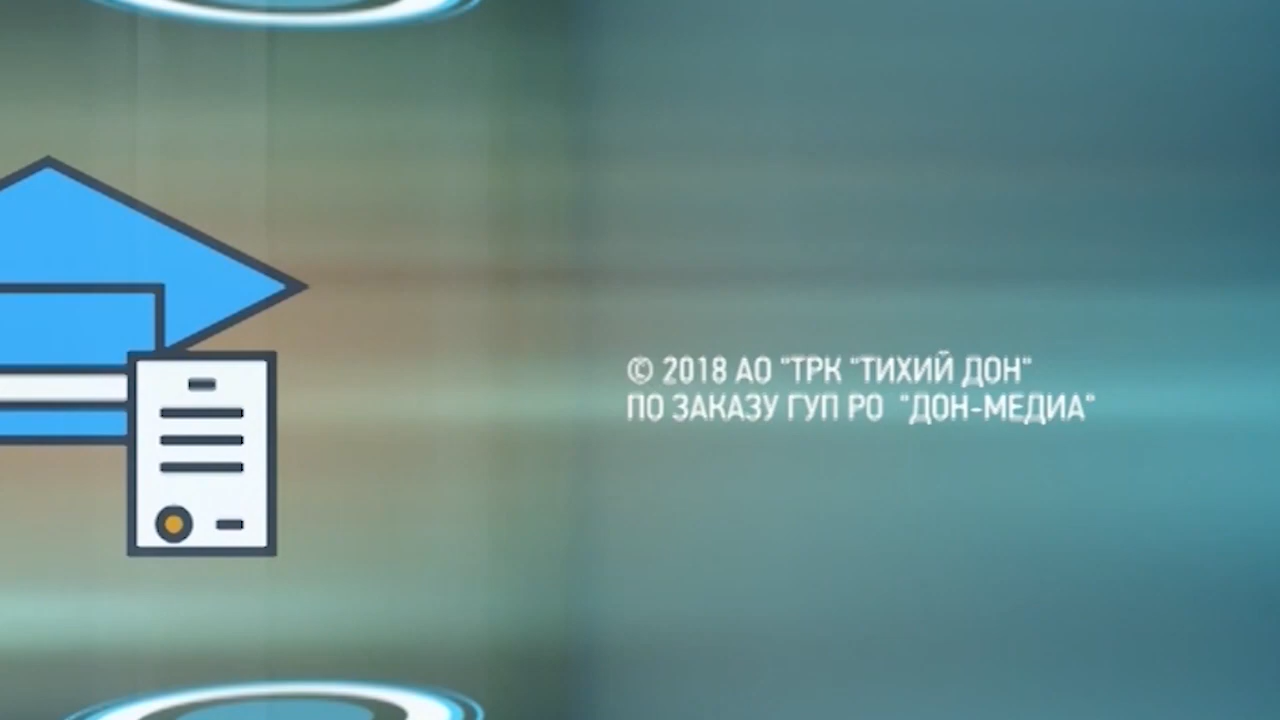 © 2018 АО "ТРК "ТИХИЙ ДОН"
ПО ЗАКАЗУ ГУП РО "ДОН-МЕДИА"